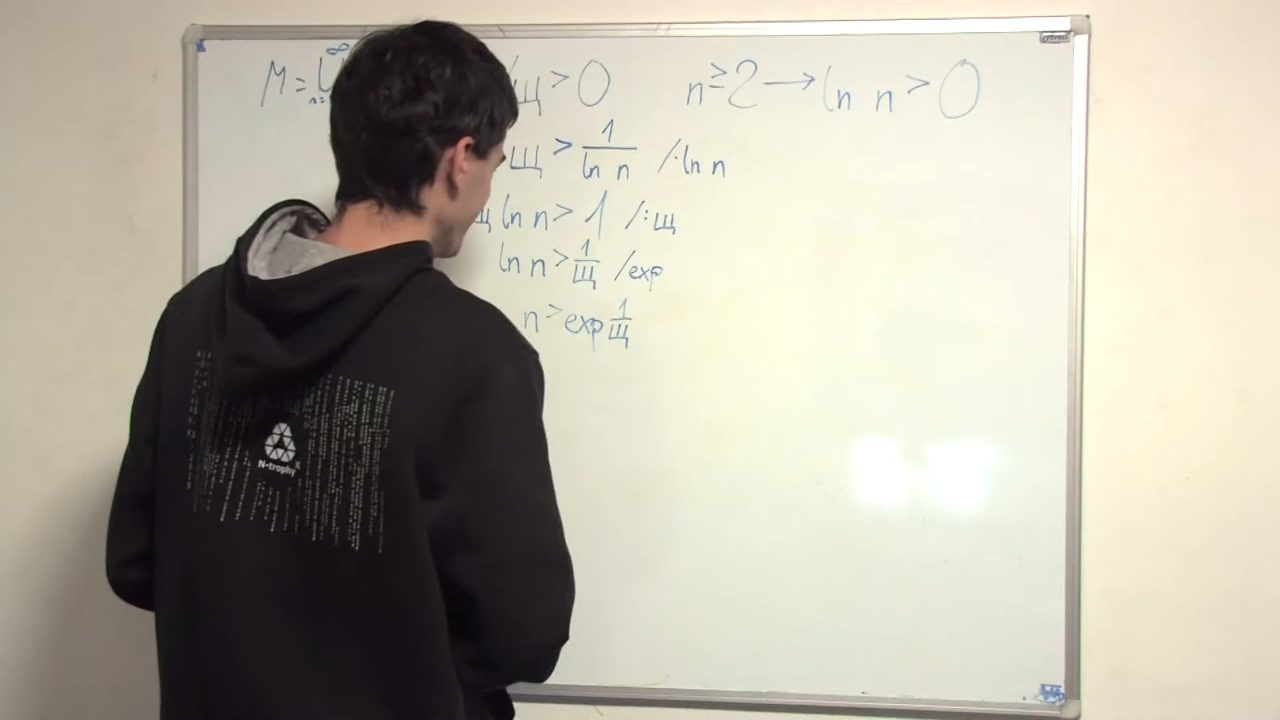 M = щ > 0 n ≥ 2 → ln n > 0
щ > 1/ln n /·ln n
щ ln n > 1 /:щ
ln n > 1/щ /exp
n > exp 1/щ
N-trophy